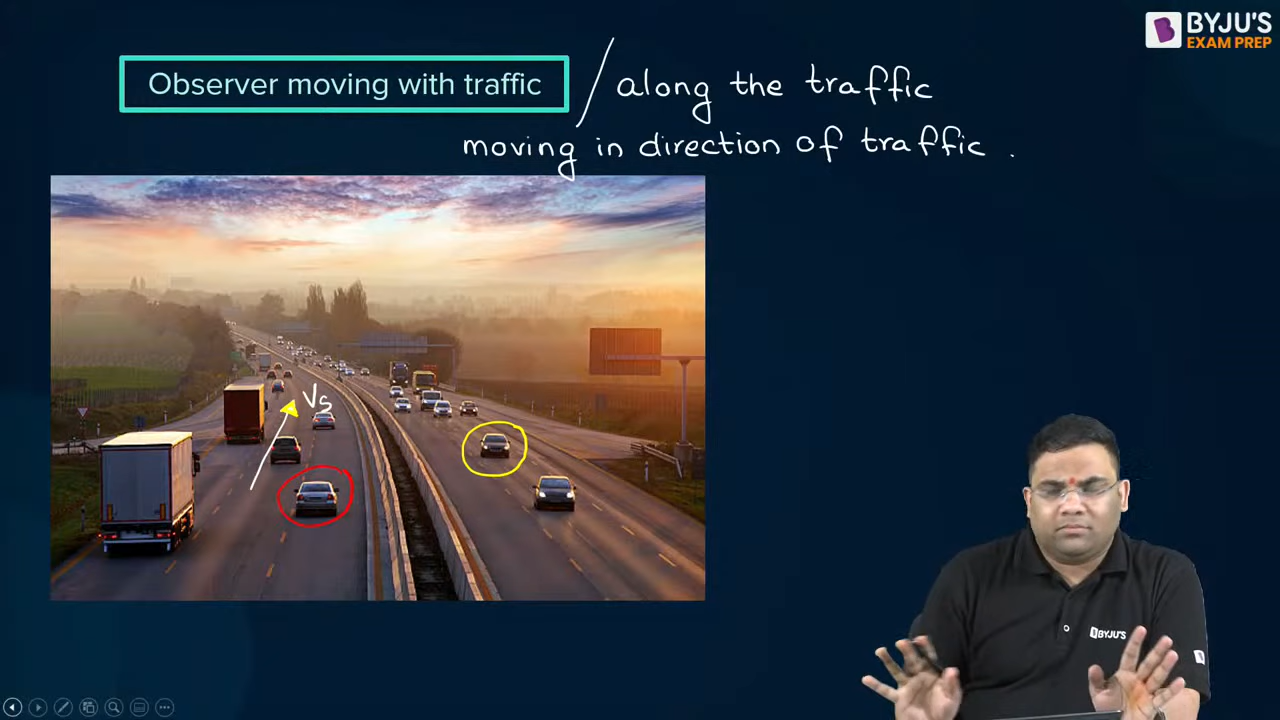 BYJU'S
EXAM PREP
Observer moving with traffic / along the traffic
moving in direction of traffic .
Vs
BYJU'S